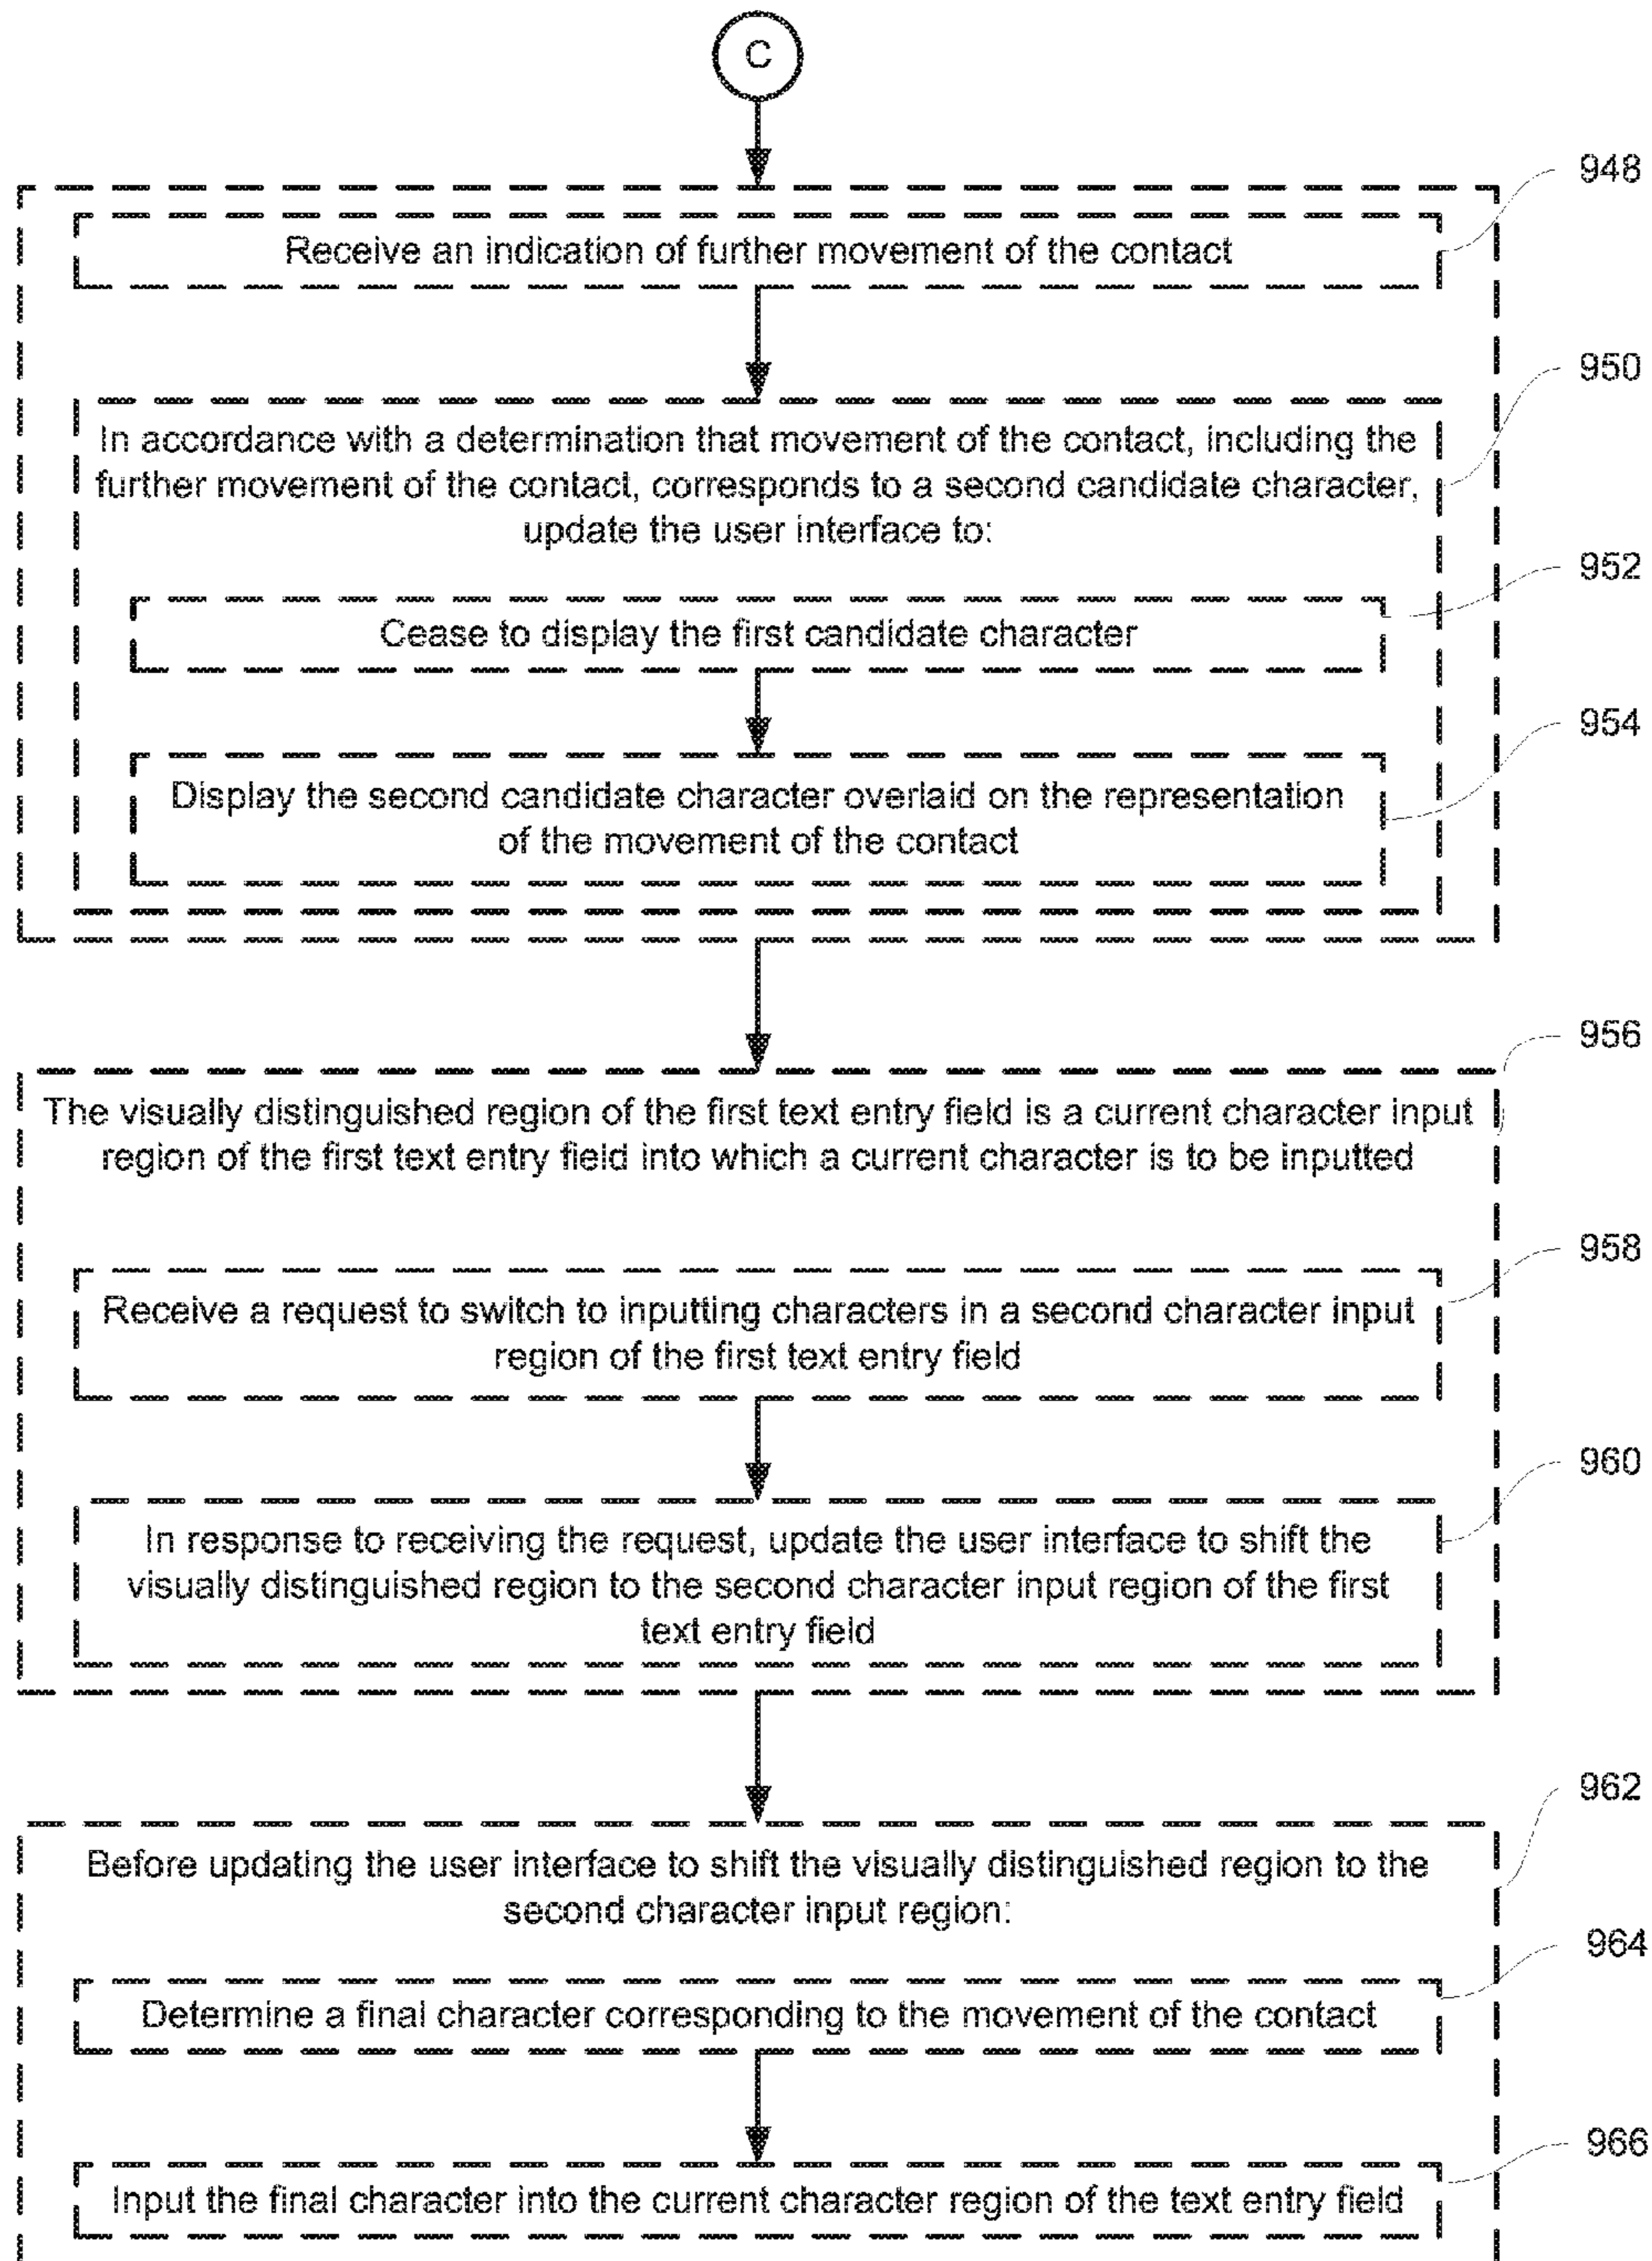 C
948
Receive an indication of further movement of the contact
950
In accordance with a determination that movement of the contact, including the
further movement of the contact, corresponds to a second candidate character,
update the user interface to:
952
Cease to display the first candidate character
954
Display the second candidate character overlaid on the representation
of the movement of the contact
956
The visually distinguished region of the first text entry field is a current character input
region of the first text entry field into which a current character is to be inputted
958
Receive a request to switch to inputting characters in a second character input
region of the first text entry field
960
In response to receiving the request, update the user interface to shift the
visually distinguished region to the second character input region of the first
text entry field
962
Before updating the user interface to shift the visually distinguished region to the
second character input region:
964
Determine a final character corresponding to the movement of the contact
966
Input the final character into the current character region of the text entry field